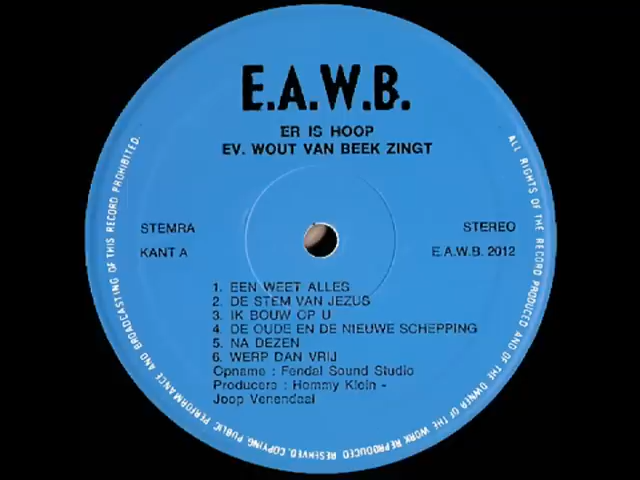 E.A.W.B.
ER IS HOOP
EV. WOUT VAN BEEK ZINGT
STEMRA
STEREO
KANT A
E.A.W.B. 2012
1. EEN WEET ALLES
2. DE STEM VAN JEZUS
3. IK BOUW OP U
4. DE OUDE EN DE NIEUWE SCHEPPING
5. NA DEZEN
6. WERP DAN VRIJ
Opname : Fendal Sound Studio
Producers : Hommy Klein -
Joop Venendaal
ALL RIGHTS OF THE RECORD PRODUCED AND OF THE OWNER OF THE WORK REPRODUCED RESERVED. COPYING, PUBLIC PERFORMANCE AND BROADCASTING OF THIS RECORD PROHIBITED.